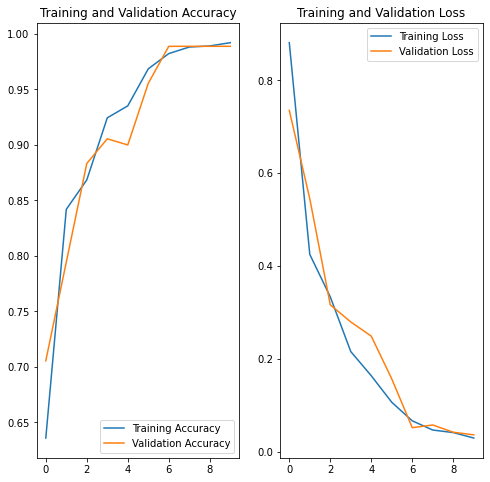 Training and Validation Accuracy
1.00
0.95
0.90
0.85
0.80
0.75
0.70
0.65
0 2 4 6 8
Training Accuracy
Validation Accuracy
Training and Validation Loss
Training Loss
Validation Loss
0.8
0.6
0.4
0.2
0.0
0 2 4 6 8